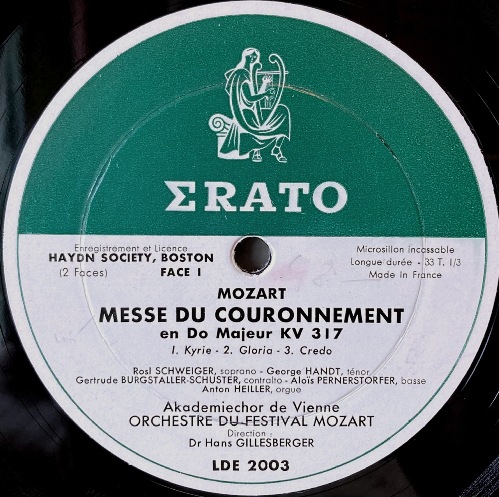 ΣRATO
Enregistrement et Licence
HAYDN SOCIETY, BOSTON
(2 Faces) FACE 1
Microsillon incassable
Longue durée - 33 T. 1/3
Made In France
MOZART
MESSE DU COURONNEMENT
en Do Majeur KV 317
1. Kyrie - 2. Gloria - 3. Credo
Rosl SCHWEIGER, soprano - George HANDT, ténor
Gertrude BURGSTALLER-SCHUSTER, contralto - Aloïs PERNERSTORFER, basse
Anton HEILLER, orgue
Akademiechor de Vienne
ORCHESTRE DU FESTIVAL MOZART
Direction :
Dr Hans GILLESBERGER
LDE 2003